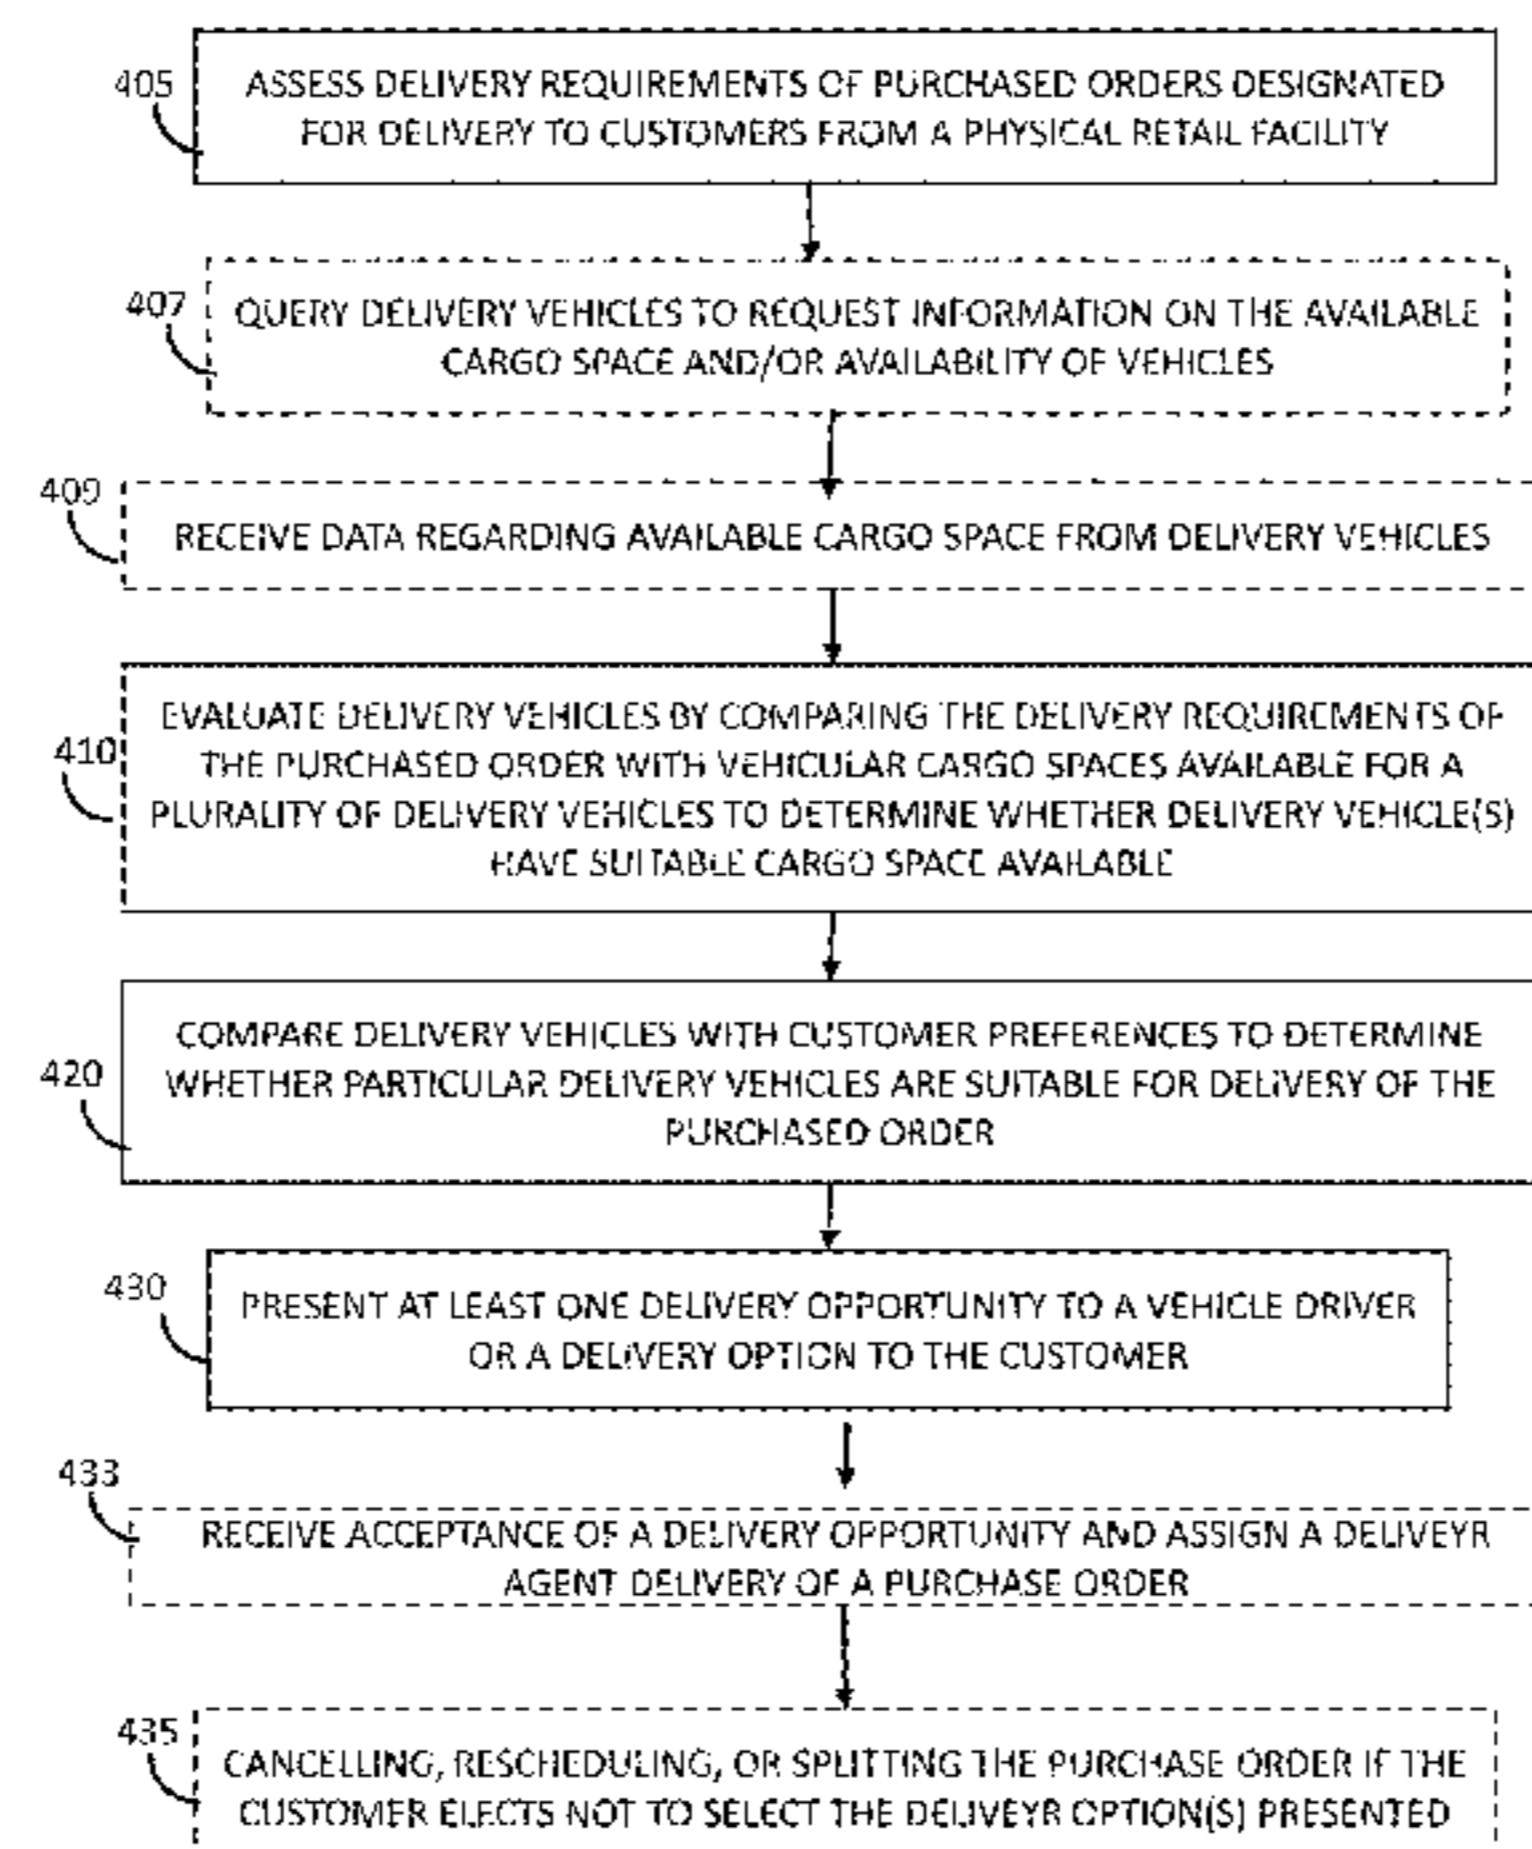 405
ASSESS DELIVERY REQUIREMENTS OF PURCHASED ORDERS DESIGNATED
FOR DELIVERY TO CUSTOMERS FROM A PHYSICAL RETAIL FACILITY
407
QUERY DELIVERY VEHICLES TO REQUEST INFORMATION ON THE AVAILABLE
CARGO SPACE AND/OR AVAILABILITY OF VEHICLES
409
RECEIVE DATA REGARDING AVAILABLE CARGO SPACE FROM DELIVERY VEHICLES
410
EVALUATE DELIVERY VEHICLES BY COMPARING THE DELIVERY REQUIREMENTS OF
THE PURCHASED ORDER WITH VEHICULAR CARGO SPACES AVAILABLE FOR A
PLURALITY OF DELIVERY VEHICLES TO DETERMINE WHETHER DELIVERY VEHICLE(S)
HAVE SUITABLE CARGO SPACE AVAILABLE
420
COMPARE DELIVERY VEHICLES WITH CUSTOMER PREFERENCES TO DETERMINE
WHETHER PARTICULAR DELIVERY VEHICLES ARE SUITABLE FOR DELIVERY OF THE
PURCHASED ORDER
430
PRESENT AT LEAST ONE DELIVERY OPPORTUNITY TO A VEHICLE DRIVER
OR A DELIVERY OPTION TO THE CUSTOMER
433
RECEIVE ACCEPTANCE OF A DELIVERY OPPORTUNITY AND ASSIGN A DELIVEYR
AGENT DELIVERY OF A PURCHASE ORDER
435
CANCELLING, RESCHEDULING, OR SPLITTING THE PURCHASE ORDER IF THE
CUSTOMER ELECTS NOT TO SELECT THE DELIVEYR OPTION(S) PRESENTED